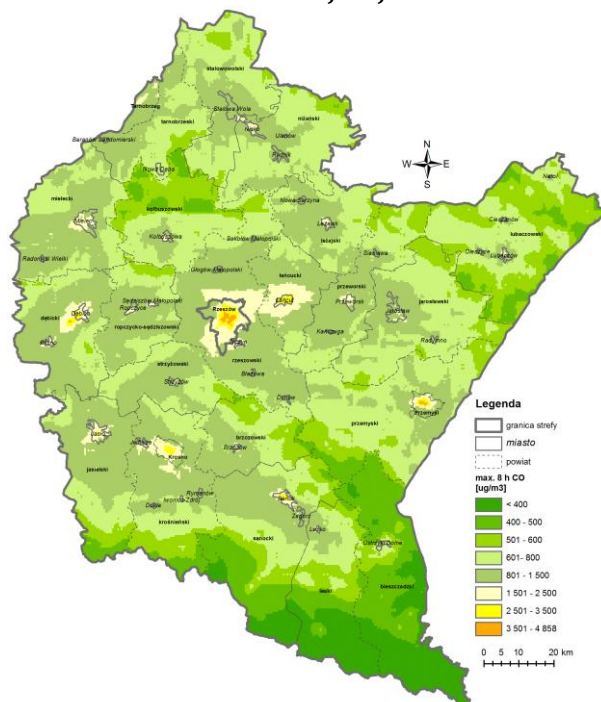 stalowowolski
Tarnobrzeg
Stalowa Wola
tarnobrzeski
Nisko
niżański
Ulanów
Baranów Sandomierski
Rudnik
N
W E
S
Nowa Dęba
Narol
mielecki
kolbuszowski
Nowa Sarzyna
Cieszanów
Mielec
Leżajsk
lubaczowski
Kolbuszowa
Sokołów Małopolski
leżajski
Sieniawa
Oleszyce
Lubaczów
Radomyśl Wielki
Głogów Małopolski
łańcucki
przeworski
dębicki
Sędziszów Małopolski
Ropczyce
Rzeszów
Łańcut
Przeworsk
jarosławski
Dębica
Jarosław
ropczycko-sędziszowski
Kańczuga
Radymno
rzeszowski
strzyżowski
Błażowa
Strzyżów
Dynów
Przemyśl
Jasło
Jedlicze
brzozowski
przemyski
Krosno
Brzozów
jasielski
Rymanów
Iwonicz-Zdrój
Dukla
Zagórz
krośnieński
Lesko
sanocki
Ustrzyki Dolne
leski
bieszczadzki
Legenda
granica strefy
miasto
powiat
max. 8 h CO
[ug/m3]
< 400
400 - 500
501 - 600
601- 800
801 - 1 500
1 501 - 2 500
2 501 - 3 500
3 501 - 4 858
0 5 10 20 km